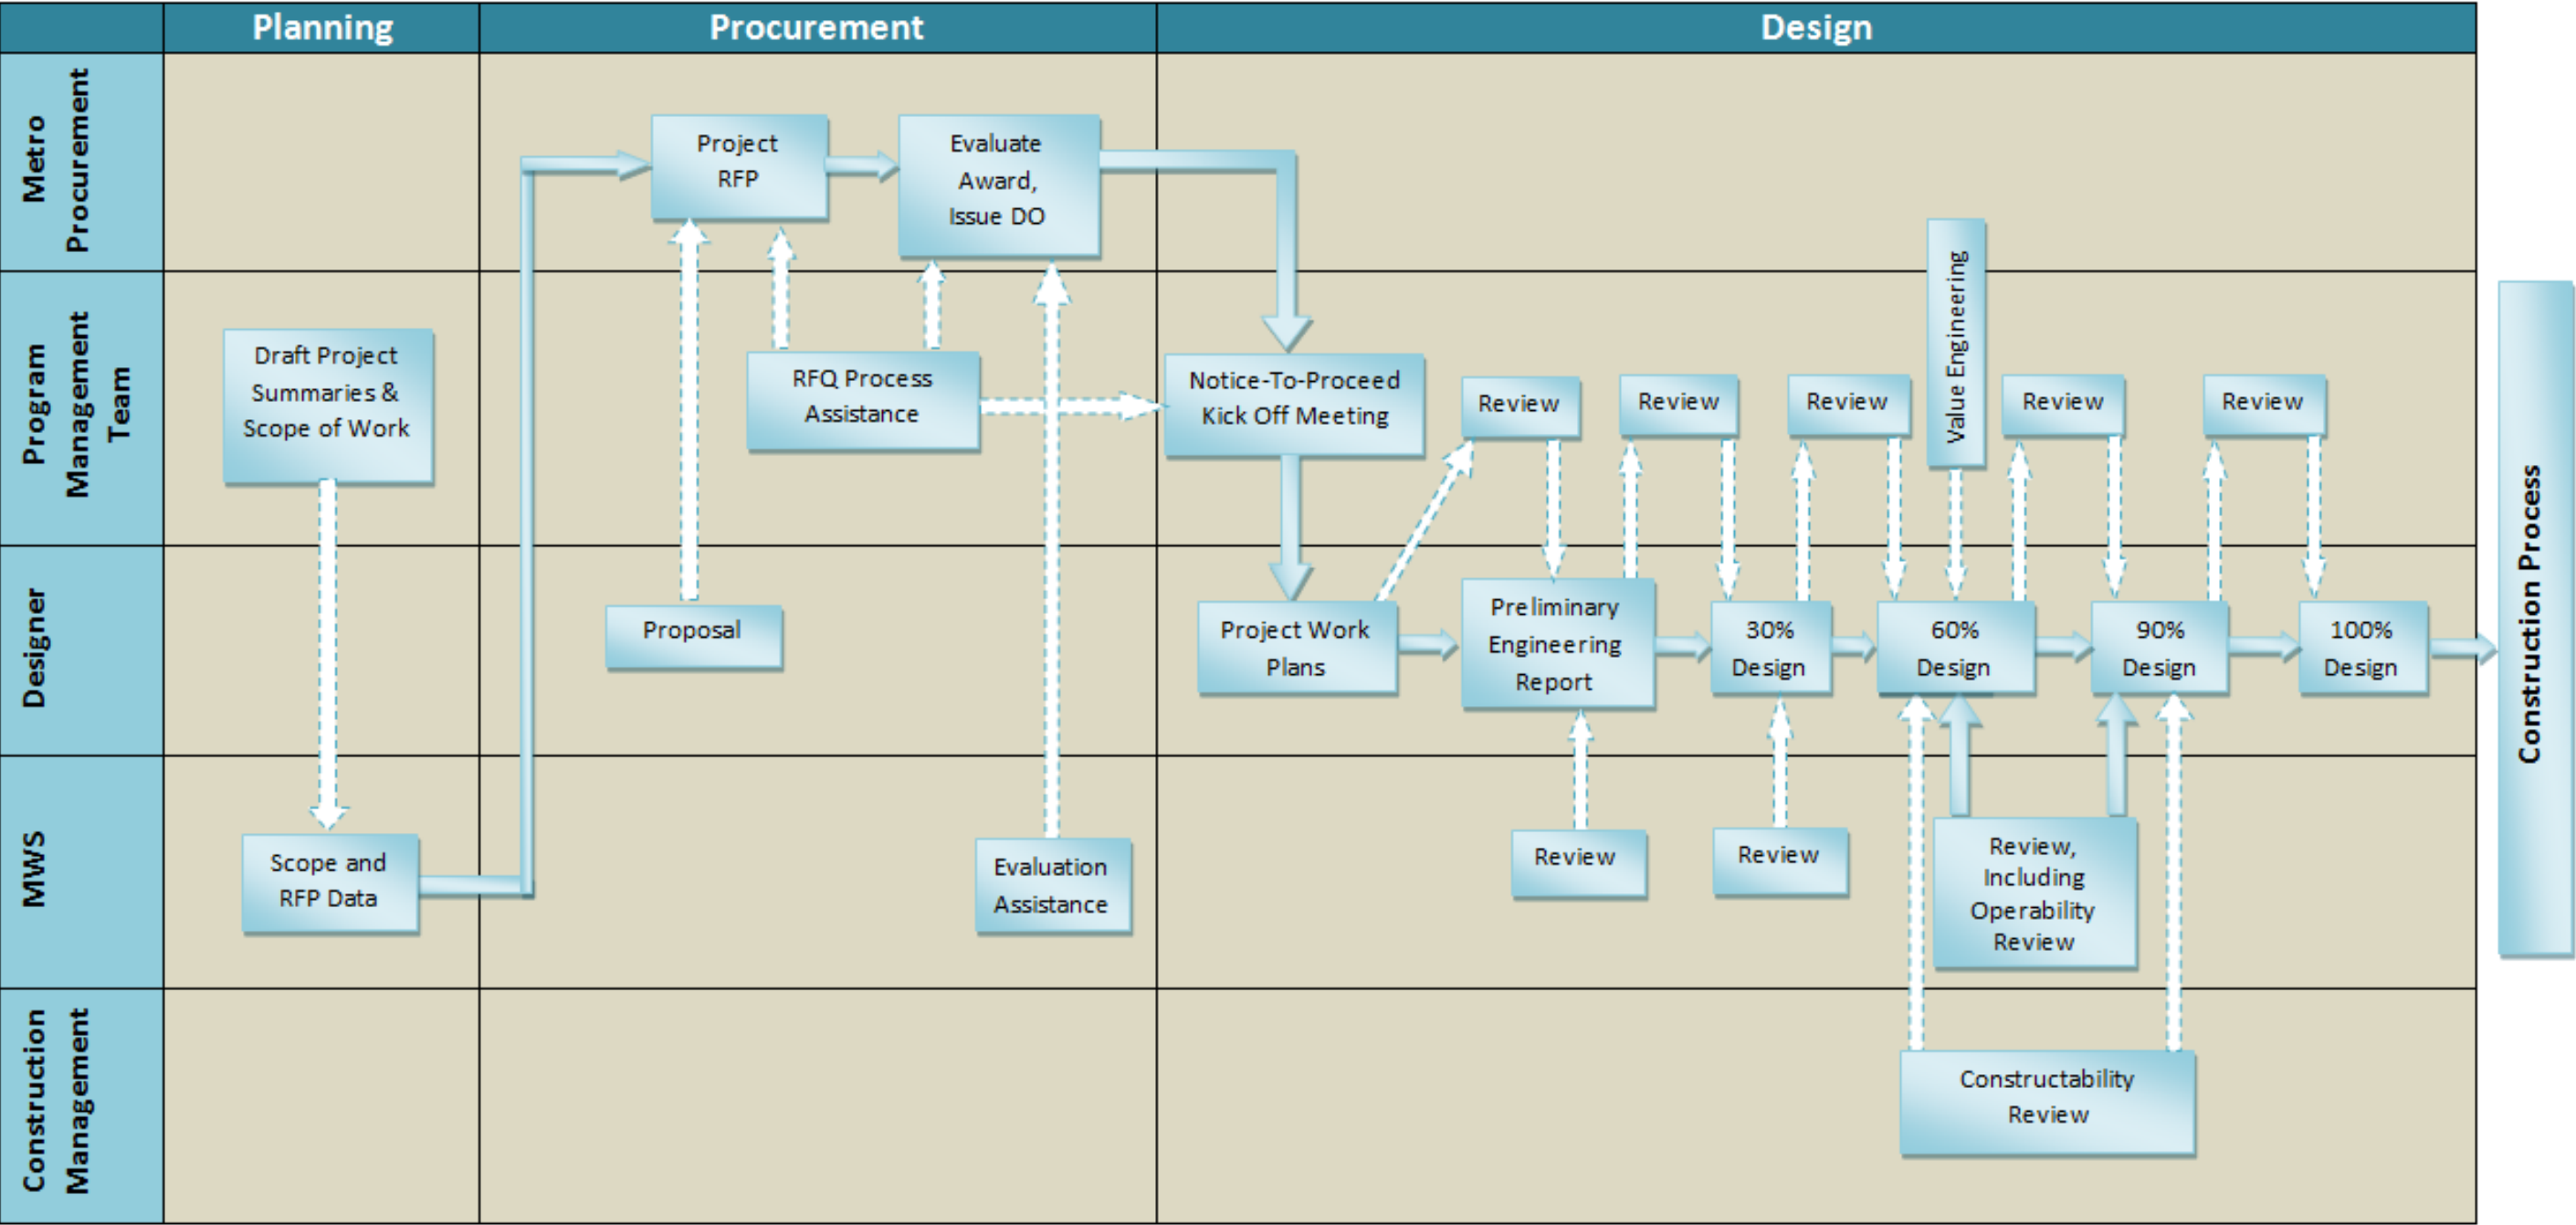 Planning
Procurement
Design
Metro
Procurement
Project
RFP
Evaluate
Award,
Issue DO
Program
Management
Team
Draft Project
Summaries &
Scope of Work
RFQ Process
Assistance
Notice-To-Proceed
Kick Off Meeting
Review
Review
Review
Value Engineering
Review
Review
Designer
Proposal
Project Work
Plans
Preliminary
Engineering
Report
30%
Design
60%
Design
90%
Design
100%
Design
Construction Process
MWS
Scope and
RFP Data
Evaluation
Assistance
Review
Review
Review,
Including
Operability
Review
Construction
Management
Constructability
Review